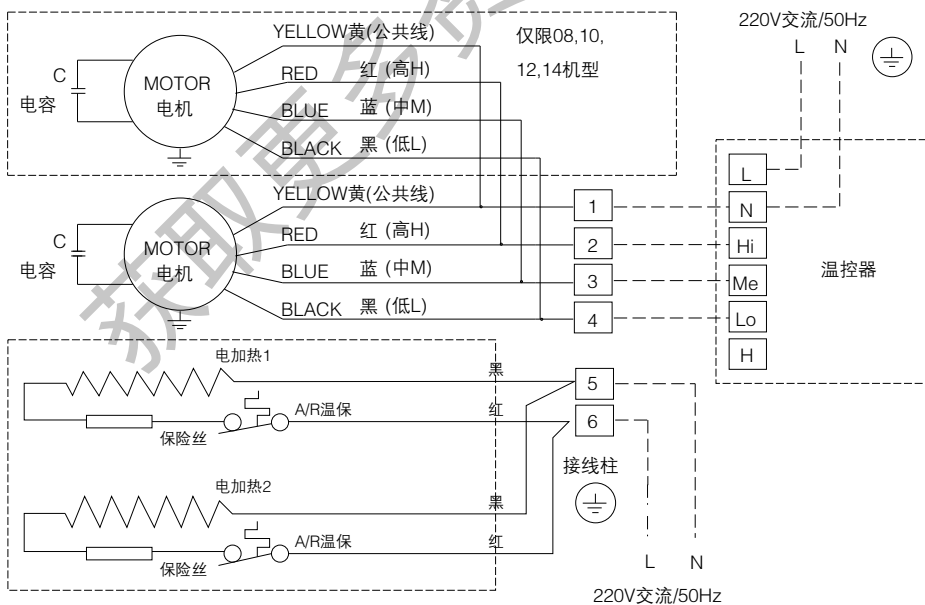 220V交流/50Hz
L N
YELLOW黄(公共线)
仅限08,10,
12,14机型
C
电容
MOTOR
电机
RED 红 (高H)
BLUE 蓝 (中M)
BLACK 黑 (低L)
YELLOW黄(公共线)
C
电容
MOTOR
电机
RED 红 (高H)
BLUE 蓝 (中M)
BLACK 黑 (低L)
1
2
3
4
L
N
Hi
Me
Lo
H
温控器
电加热1
黑
A/R温保
红
保险丝
5
6
接线柱
电加热2
黑
A/R温保
红
保险丝
L N
220V交流/50Hz
获取更多资